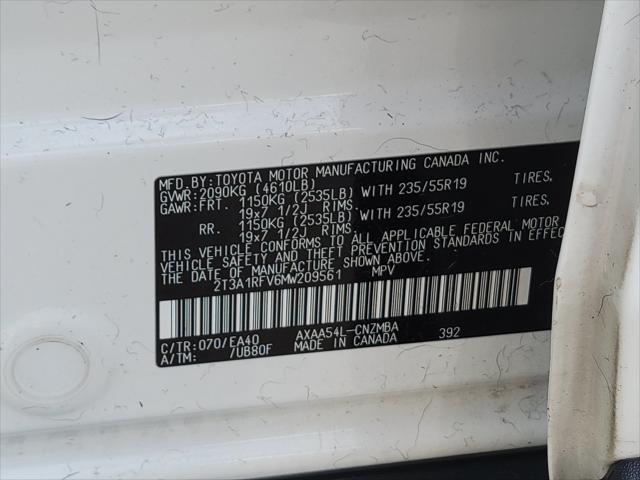 MFD. BY: TOYOTA MOTOR MANUFACTURING CANADA INC.
GVWR: 2090KG (4610LB)
GAWR: FRT. 1150KG (2535LB) WITH 235/55R19 TIRES,
19x7 1/2J RIMS
RR. 1150KG (2535LB) WITH 235/55R19 TIRES,
19x7 1/2J RIMS
THIS VEHICLE CONFORMS TO ALL APPLICABLE FEDERAL MOTOR
VEHICLE SAFETY AND THEFT PREVENTION STANDARDS IN EFFEC
THE DATE OF MANUFACTURE SHOWN ABOVE.
2T3A1RFV6MW209561 MPV
C/TR: 070/EA40 AXAA54L-CNZMBA 392
A/TM: /UB80F MADE IN CANADA